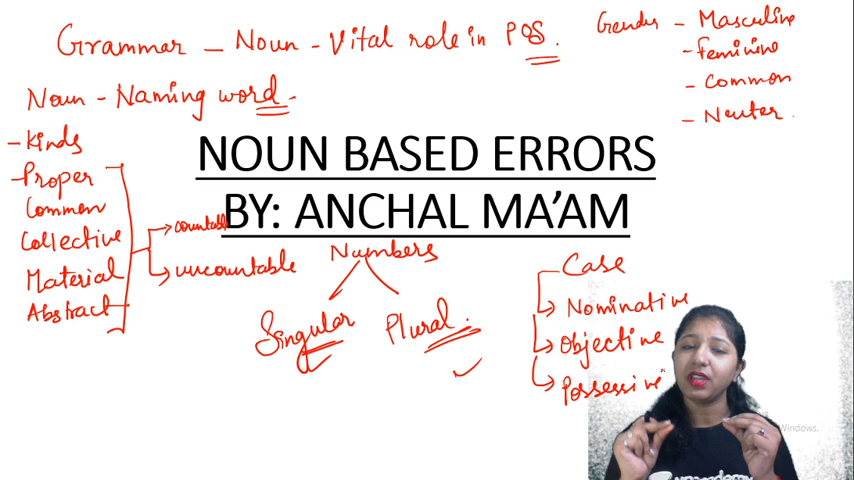 Grammar - Noun - Vital role in POS.
Gender - Masculine
- Feminine
- Common
- Neuter.
Noun - Naming word.
- Kinds
- Proper
Common
Collective
Material
Abstract
countable
uncountable
NOUN BASED ERRORS
BY: ANCHAL MA’AM
Numbers
Singular Plural.
Case
Nominative
Objective
Possessive
Windows.